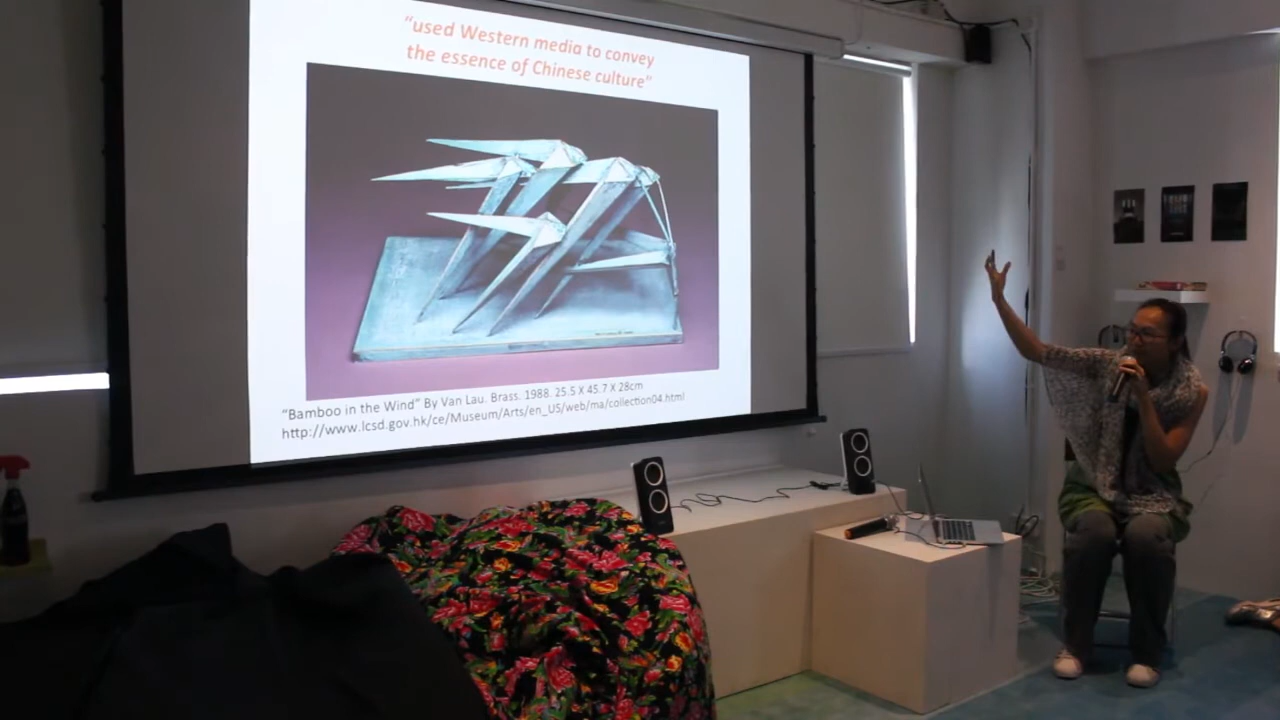 “used Western media to convey
the essence of Chinese culture”
“Bamboo in the Wind” By Van Lau. Brass. 1988. 25.5 X 45.7 X 28cm
http://www.lcsd.gov.hk/ce/Museum/Arts/en_US/web/ma/collection04.html